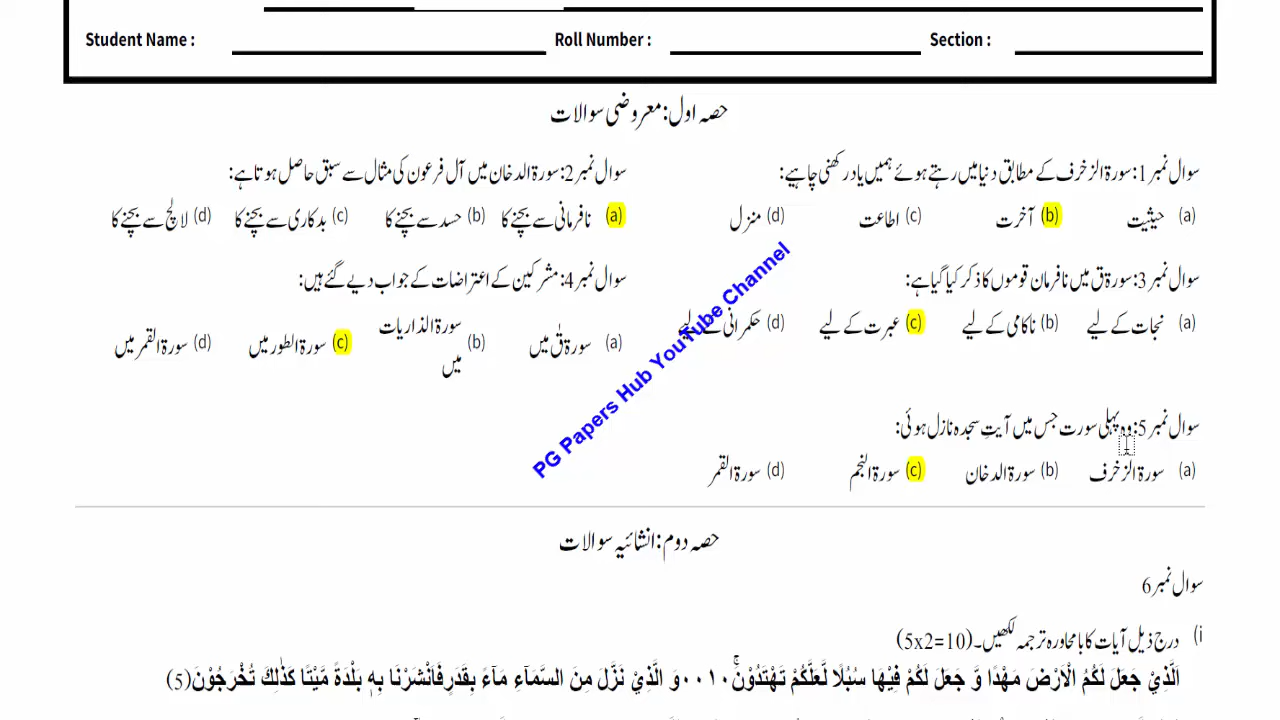 Student Name : Roll Number : Section :
حصہ اول: معروضی سوالات
سوال نمبر 1: سورۃ الزخرف کے مطابق دنیا میں رہتے ہوئے ہمیں یاد رکھنی چاہیے:
(a) حیثیت (b) آخرت (c) اطاعت (d) منزل
سوال نمبر 2: سورۃ الدخان میں آل فرعون کی مثال سے سبق حاصل ہوتا ہے:
(a) نافرمانی سے بچنے کا (b) حسد سے بچنے کا (c) بدکاری سے بچنے کا (d) لالچ سے بچنے کا
سوال نمبر 3: سورۃ ق میں نافرمان قوموں کا ذکر کیا گیا ہے:
(a) نجات کے لیے (b) ناکامی کے لیے (c) عبرت کے لیے (d) حکمرانی کے لیے
سوال نمبر 4: مشرکین کے اعتراضات کے جواب دیے گئے ہیں:
(a) سورۃ قٓ میں (b) سورۃ الذاریات میں (c) سورۃ الطور میں (d) سورۃ القمر میں
PG Papers Hub YouTube Channel
سوال نمبر 5: وہ پہلی سورت جس میں آیتِ سجدہ نازل ہوئی:
(a) سورۃ الزخرف (b) سورۃ الدخان (c) سورۃ النجم (d) سورۃ القمر
حصہ دوم: انشائیہ سوالات
سوال نمبر 6
(i درج ذیل آیات کا بامحاورہ ترجمہ لکھیں۔ (5x2=10)
الَّذِيْ جَعَلَ لَكُمُ الْاَرْضَ مَهْدًا وَّ جَعَلَ لَكُمْ فِيْهَا سُبُلًا لَّعَلَّكُمْ تَهْتَدُوْنَۚ۰۰۱۰ وَ الَّذِيْ نَزَّلَ مِنَ السَّمَآءِ مَآءً بِقَدَرٍ فَاَنْشَرْنَا بِهٖ بَلْدَةً مَّيْتًا كَذٰلِكَ تُخْرَجُوْنَ(5)